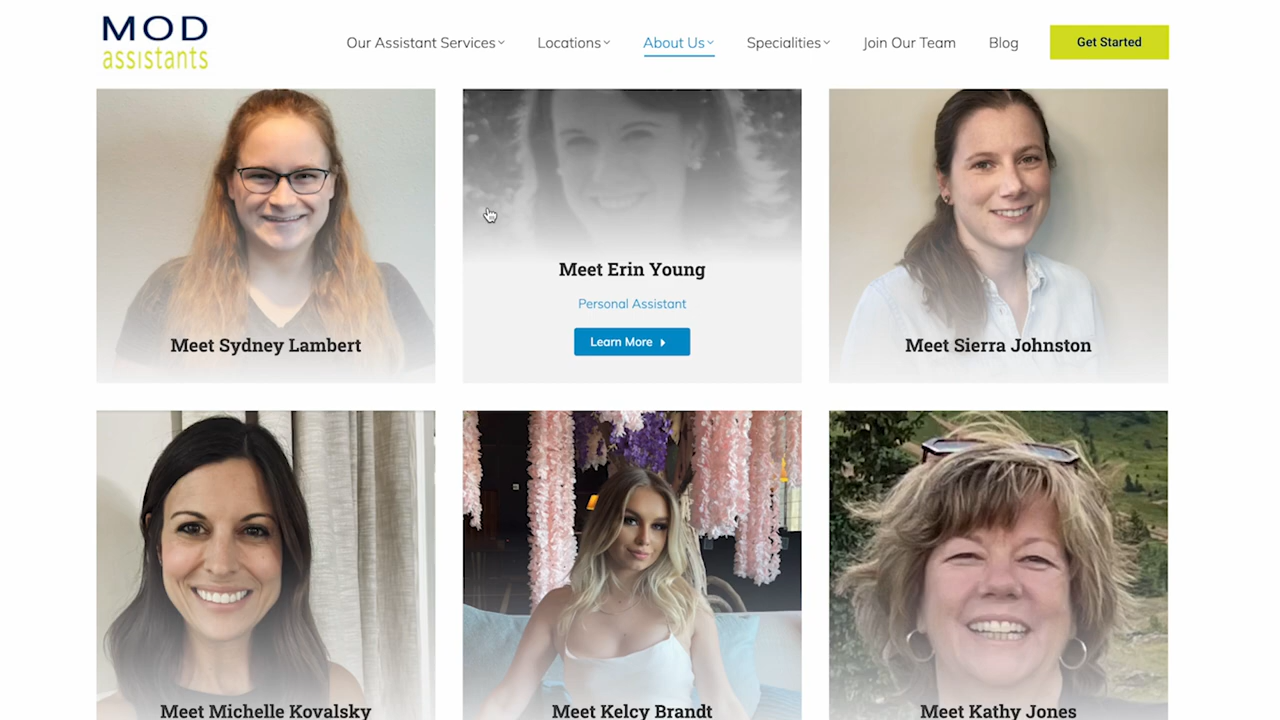 MOD
assistants
Our Assistant Services
Locations
About Us
Specialities
Join Our Team
Blog
Get Started
Meet Sydney Lambert
Meet Erin Young
Personal Assistant
Learn More
Meet Sierra Johnston
Meet Michelle Kovalsky
Meet Kelcy Brandt
Meet Kathy Jones